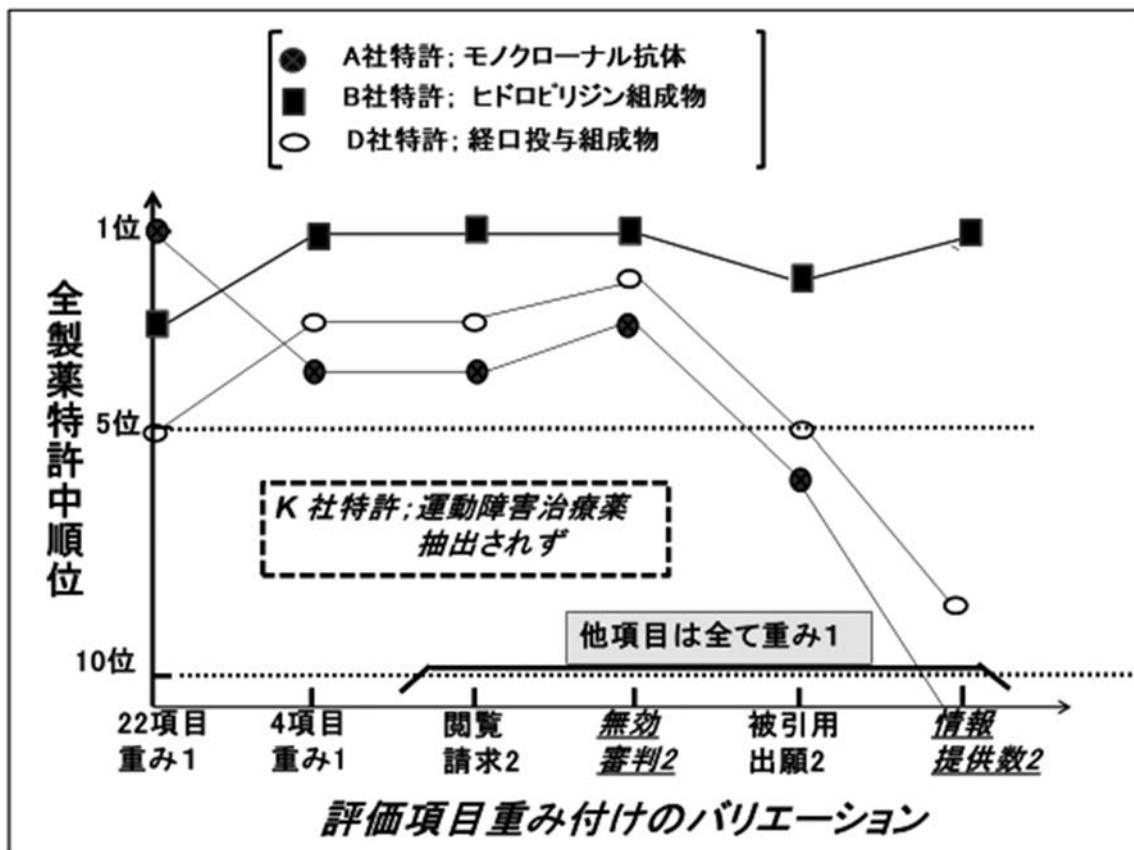 A社特許; モノクローナル抗体
B社特許; ヒドロピリジン組成物
D社特許; 経口投与組成物
1位
5位
10位
全製薬特許中順位
K 社特許;運動障害治療薬
抽出されず
他項目は全て重み1
22項目
重み1
4項目
重み1
閲覧
請求2
無効
審判2
被引用
出願2
情報
提供数2
評価項目重み付けのバリエーション